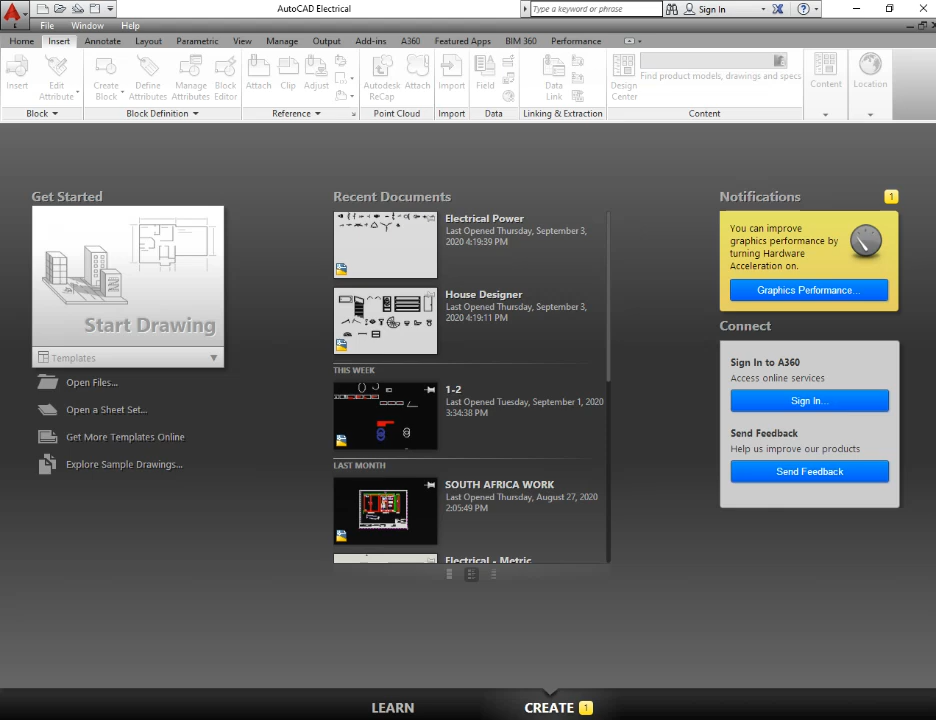 AutoCAD Electrical
Type a keyword or phrase
Sign In
File Window Help
Home Insert Annotate Layout Parametric View Manage Output Add-ins A360 Featured Apps BIM 360 Performance
Find product models, drawings and specs
Insert Edit Attribute Create Block Define Attributes Manage Attributes Block Editor Attach Clip Adjust Autodesk ReCap Attach Import Field Data Link Design Center Content Location
Block Block Definition Reference Point Cloud Import Data Linking & Extraction Content
Get Started
Start Drawing
Templates
Open Files...
Open a Sheet Set...
Get More Templates Online
Explore Sample Drawings...
Recent Documents
Electrical Power
Last Opened Thursday, September 3,
2020 4:19:39 PM
House Designer
Last Opened Thursday, September 3,
2020 4:19:11 PM
THIS WEEK
1-2
Last Opened Tuesday, September 1, 2020
3:34:38 PM
LAST MONTH
SOUTH AFRICA WORK
Last Opened Thursday, August 27, 2020
2:05:49 PM
Electrical - Metric
Notifications 1
You can improve
graphics performance by
turning Hardware
Acceleration on.
Graphics Performance...
Connect
Sign In to A360
Access online services
Sign In...
Send Feedback
Help us improve our products
Send Feedback
LEARN CREATE 1